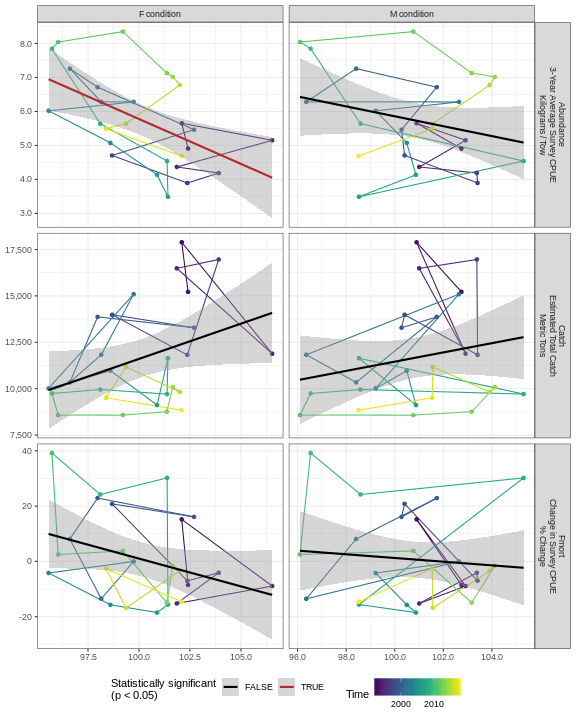 F condition
M condition
8.0
7.0
6.0
5.0
4.0
3.0
Abundance
3-Year Average Survey CPUE
Kilograms / Tow
17,500
15,000
12,500
10,000
7,500
Catch
Estimated Total Catch
Metric Tons
40
20
0
-20
Fmort
Change in Survey CPUE
% Change
97.5 100.0 102.5 105.0
96.0 98.0 100.0 102.0 104.0
Statistically significant
(p < 0.05)
FALSE
TRUE
Time
2000 2010